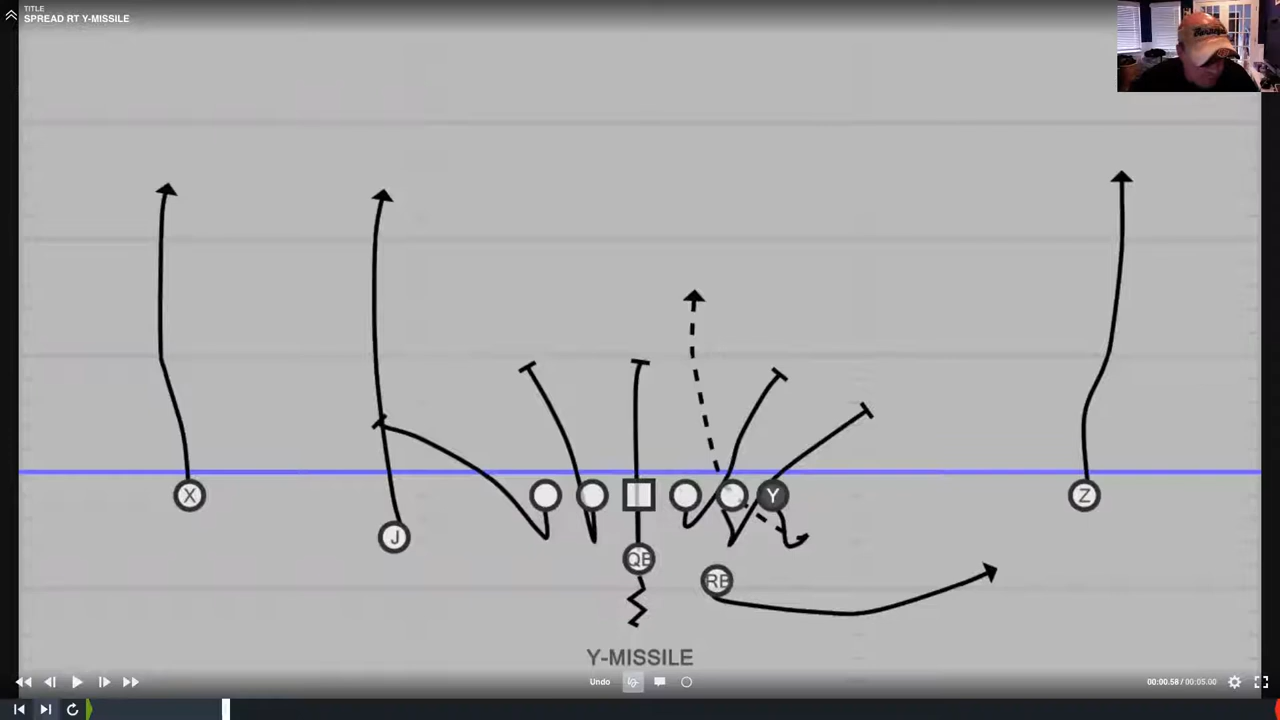 TITLE
SPREAD RT Y-MISSILE
X
Y
Z
J
QB
RB
Y-MISSILE
Undo
00:00.58 / 00:05.00